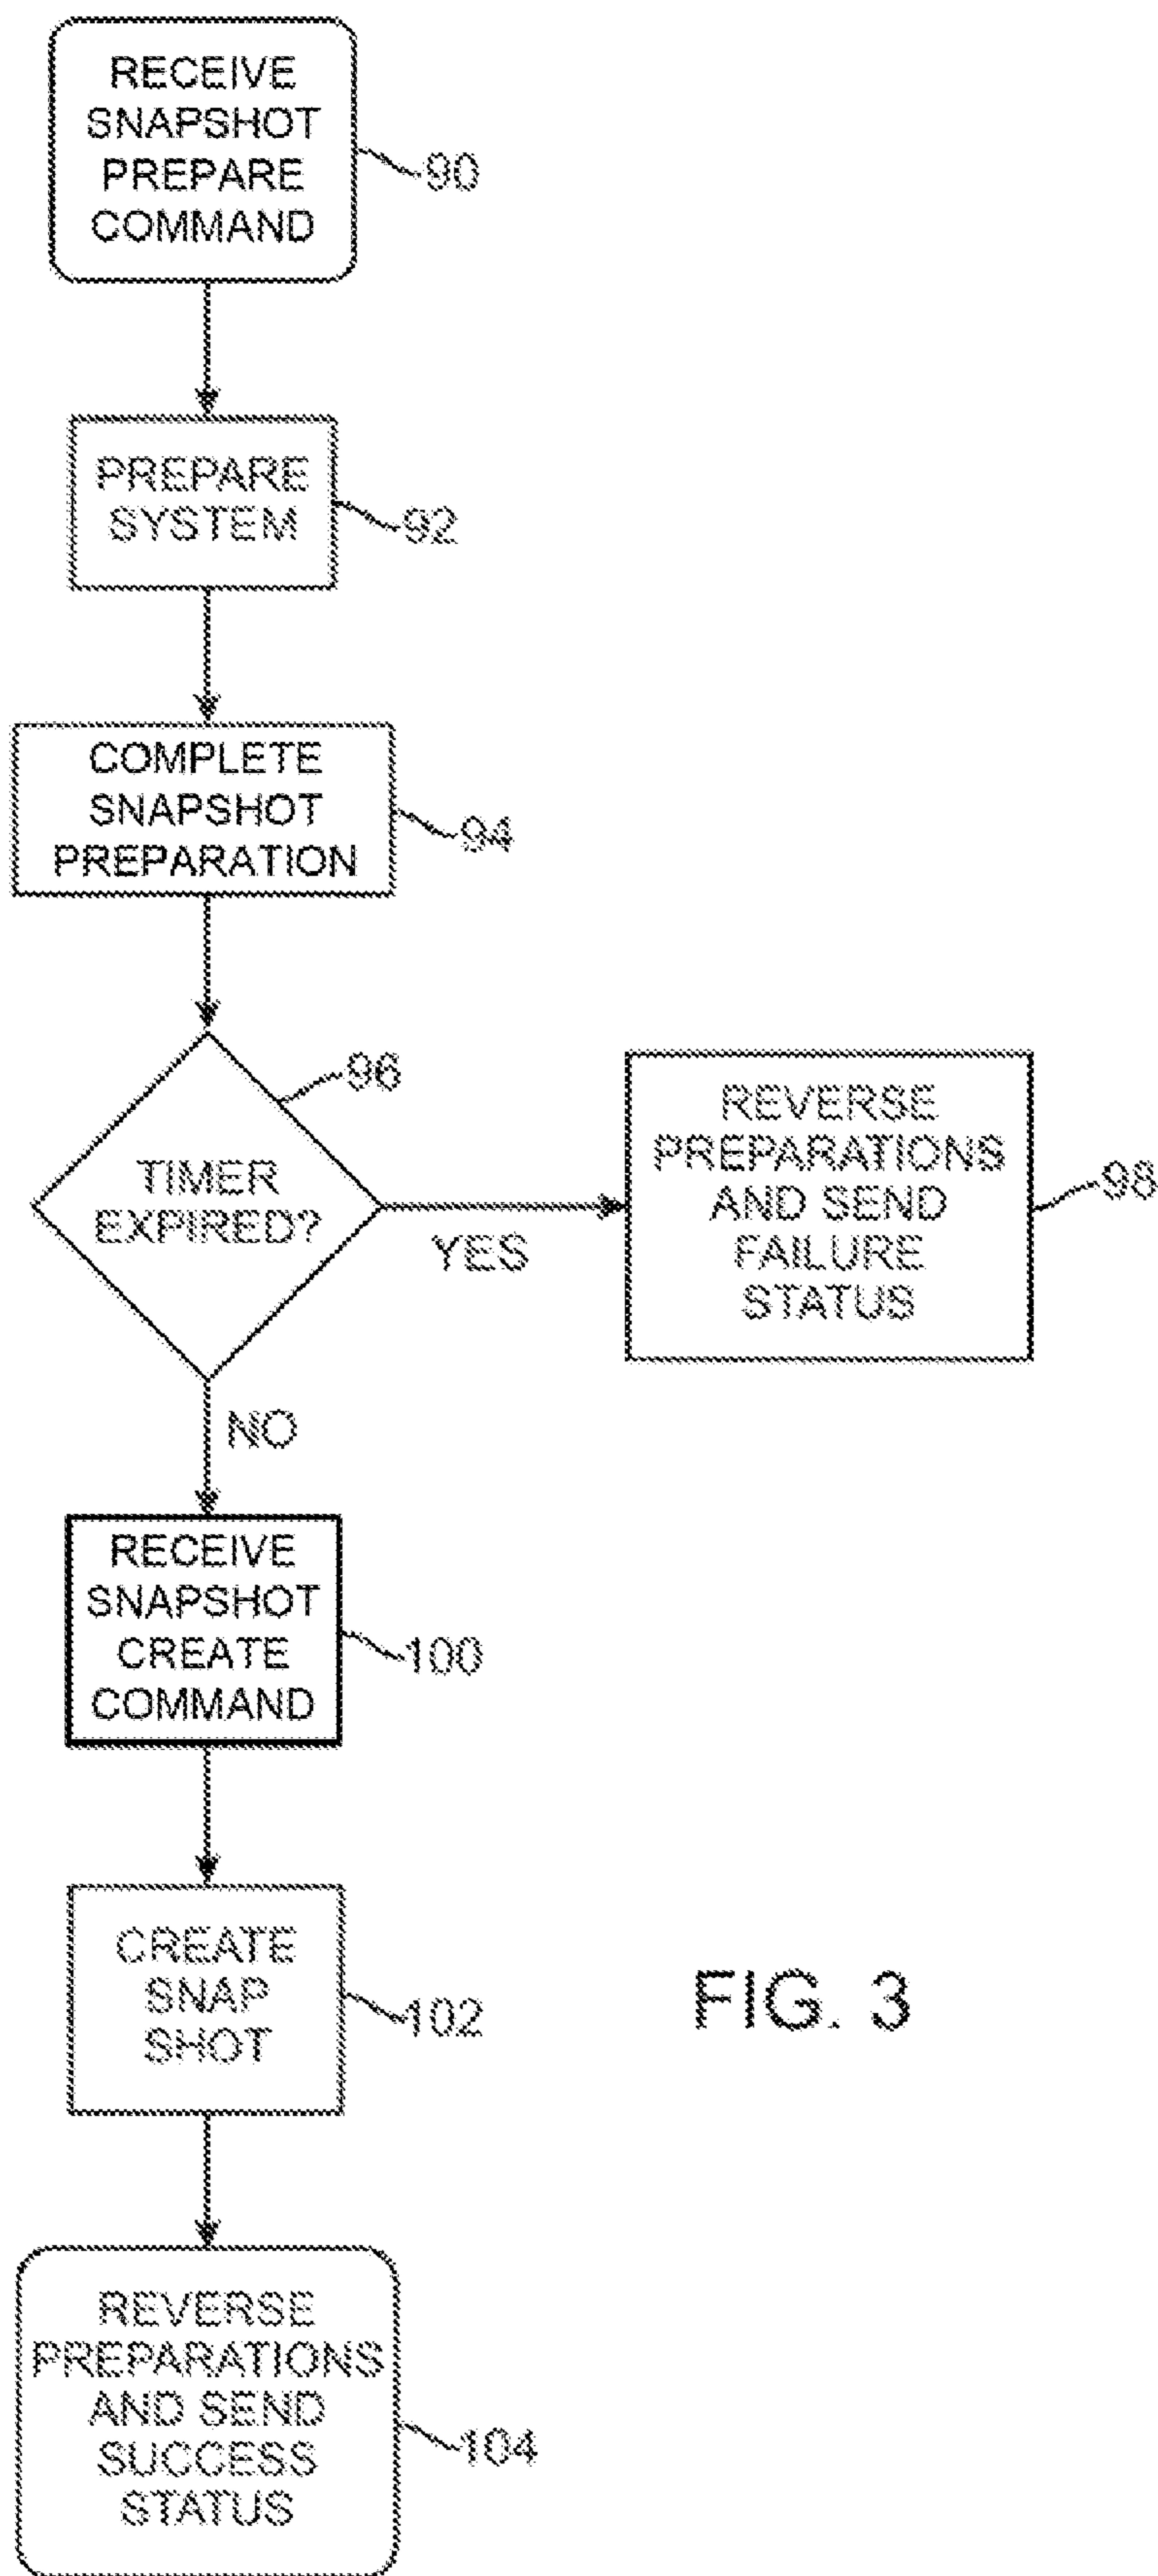 RECEIVE
SNAPSHOT
PREPARE
COMMAND
90
PREPARE
SYSTEM
92
COMPLETE
SNAPSHOT
PREPARATION
94
96
TIMER
EXPIRED?
YES
REVERSE
PREPARATIONS
AND SEND
FAILURE
STATUS
98
NO
RECEIVE
SNAPSHOT
CREATE
COMMAND
100
CREATE
SNAP
SHOT
102
FIG. 3
REVERSE
PREPARATIONS
AND SEND
SUCCESS
STATUS
104